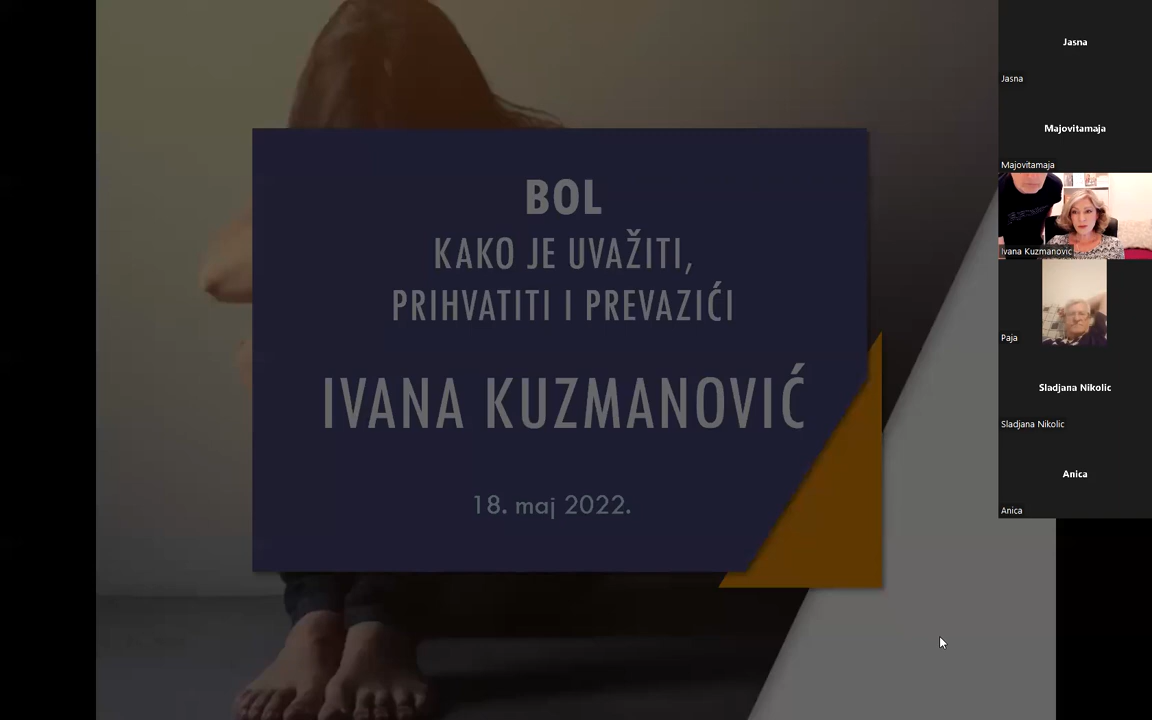 BOL
KAKO JE UVAŽITI,
PRIHVATITI I PREVAZIĆI
IVANA KUZMANOVIĆ
18. maj 2022.
Jasna
Jasna
Majovitamaja
Majovitamaja
Ivana Kuzmanovic
Paja
Sladjana Nikolic
Sladjana Nikolic
Anica
Anica